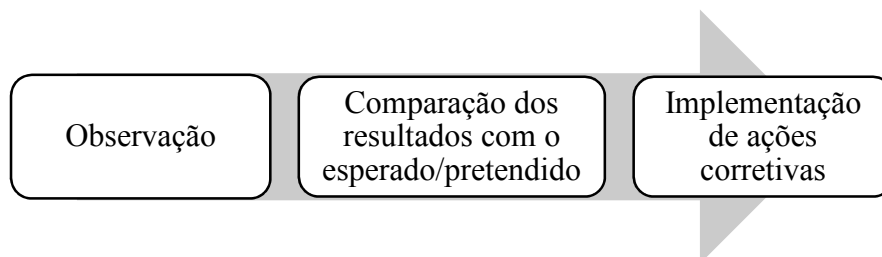 Observação
Comparação dos
resultados com o
esperado/pretendido
Implementação
de ações
corretivas